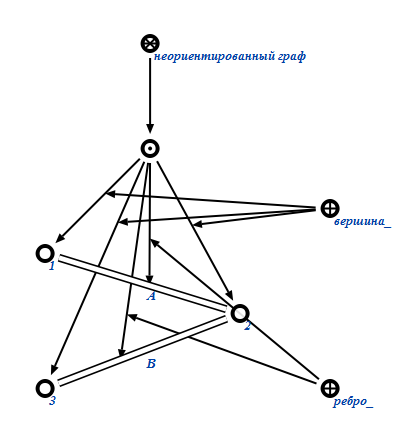 неориентированный граф
вершина_
1
A
2
B
3
ребро_